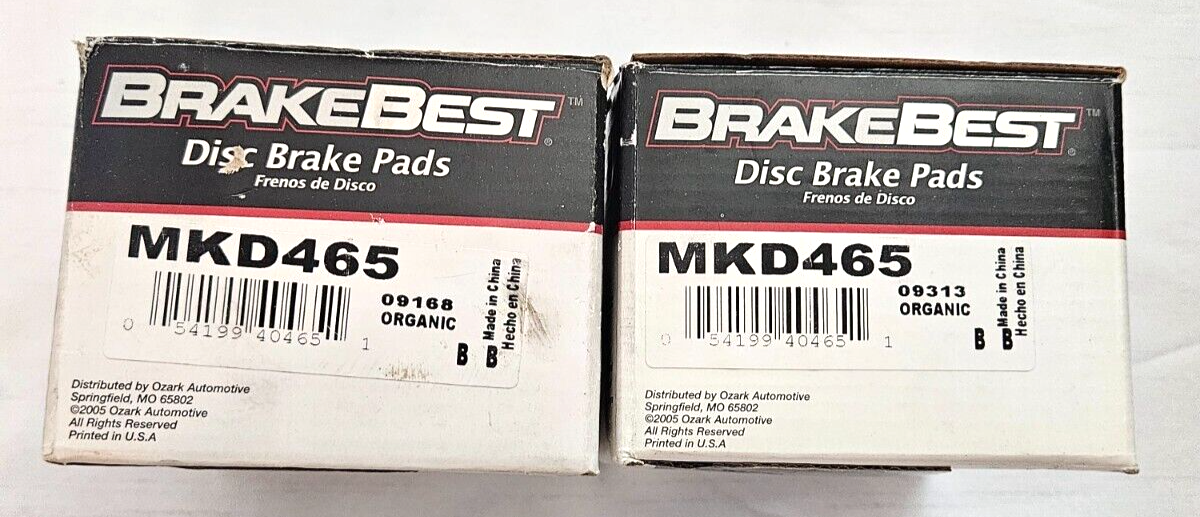 BRAKEBEST™
®
Disc Brake Pads
Frenos de Disco
MKD465
0 54199 40465 1
09168
ORGANIC
B
B
Made in China
Hecho en China
Distributed by Ozark Automotive
Springfield, MO 65802
©2005 Ozark Automotive
All Rights Reserved
Printed in U.S.A
BRAKEBEST™
®
Disc Brake Pads
Frenos de Disco
MKD465
0 54199 40465 1
09313
ORGANIC
B
B
Made in China
Hecho en China
Distributed by Ozark Automotive
Springfield, MO 65802
©2005 Ozark Automotive
All Rights Reserved
Printed in U.S.A